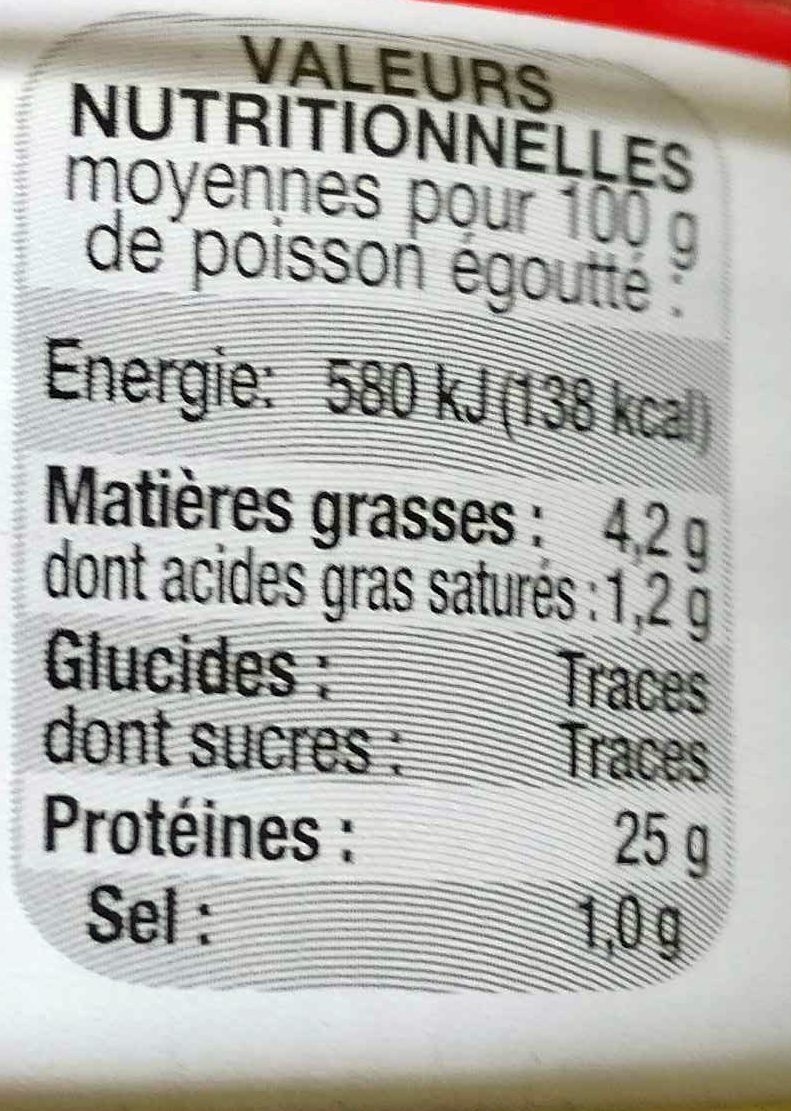 VALEURS
NUTRITIONNELLES
moyennes pour 100 g
de poisson égoutté :
Energie: 580 kJ (138 kcal)
Matières grasses : 4,2 g
dont acides gras saturés : 1,2 g
Glucides : Traces
dont sucres : Traces
Protéines : 25 g
Sel : 1,0 g